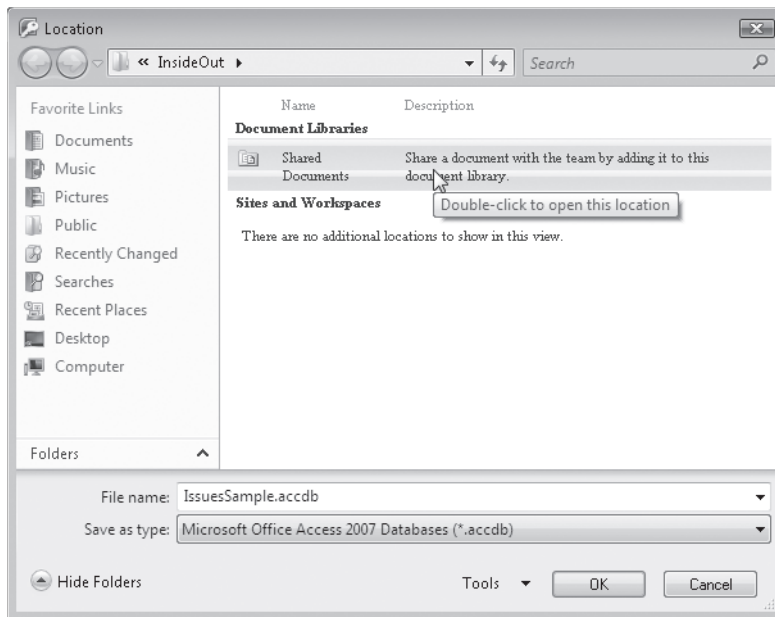 Location
« InsideOut
Search
Favorite Links
Documents
Music
Pictures
Public
Recently Changed
Searches
Recent Places
Desktop
Computer
Folders
Name Description
Document Libraries
Shared Share a document with the team by adding it to this
Documents document library.
Double-click to open this location
Sites and Workspaces
There are no additional locations to show in this view.
File name: IssuesSample.accdb
Save as type: Microsoft Office Access 2007 Databases (*.accdb)
Hide Folders Tools OK Cancel